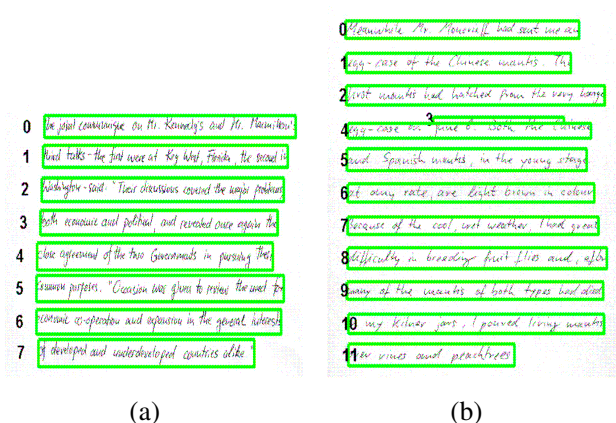 0 The joint communique on Mr. Kennedy's and Mr. Macmillan's
1 third talks - the first were at Key West, Florida, the second in
2 Washington - said: "Their discussions covered the major problems,
3 both economic and political, and revealed once again the
4 close agreement of the two Governments in pursuing their
5 common purposes. "Occasion was given to review the need for
6 economic co-operation and expansion in the general interests
7 of developed and underdeveloped countries alike"
(a)
0 Meanwhile Mr. Moncrieff had sent me an
1 egg-case of the Chinese mantis. The
2 first mantis had hatched from the very large
3
4 egg-case on June 6. Both the Chinese
5 and Spanish mantis, in the young stage
6 at any rate, are light brown in colour
7 Because of the cool, wet weather, I had great
8 difficulty in breeding fruit flies and, after
9 many of the mantis of both types had died
10 my Kilner jars, I poured living mantis
11 vines and peachtrees
(b)